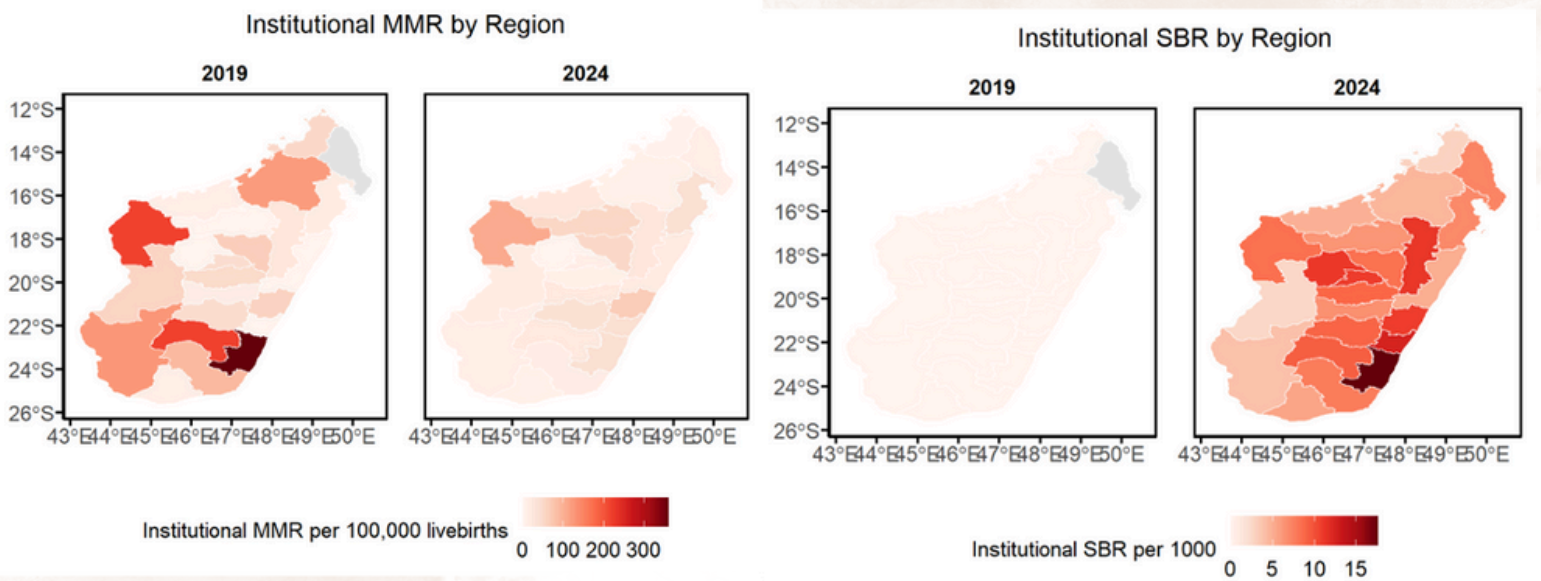 Institutional MMR by Region
2019 2024
12°S
14°S
16°S
18°S
20°S
22°S
24°S
26°S
43°E44°E45°E46°E47°E48°E49°E50°E 43°E44°E45°E46°E47°E48°E49°E50°E
Institutional MMR per 100,000 livebirths
0 100 200 300
Institutional SBR by Region
2019 2024
12°S
14°S
16°S
18°S
20°S
22°S
24°S
26°S
43°E44°E45°E46°E47°E48°E49°E50°E 43°E44°E45°E46°E47°E48°E49°E50°E
Institutional SBR per 1000
0 5 10 15